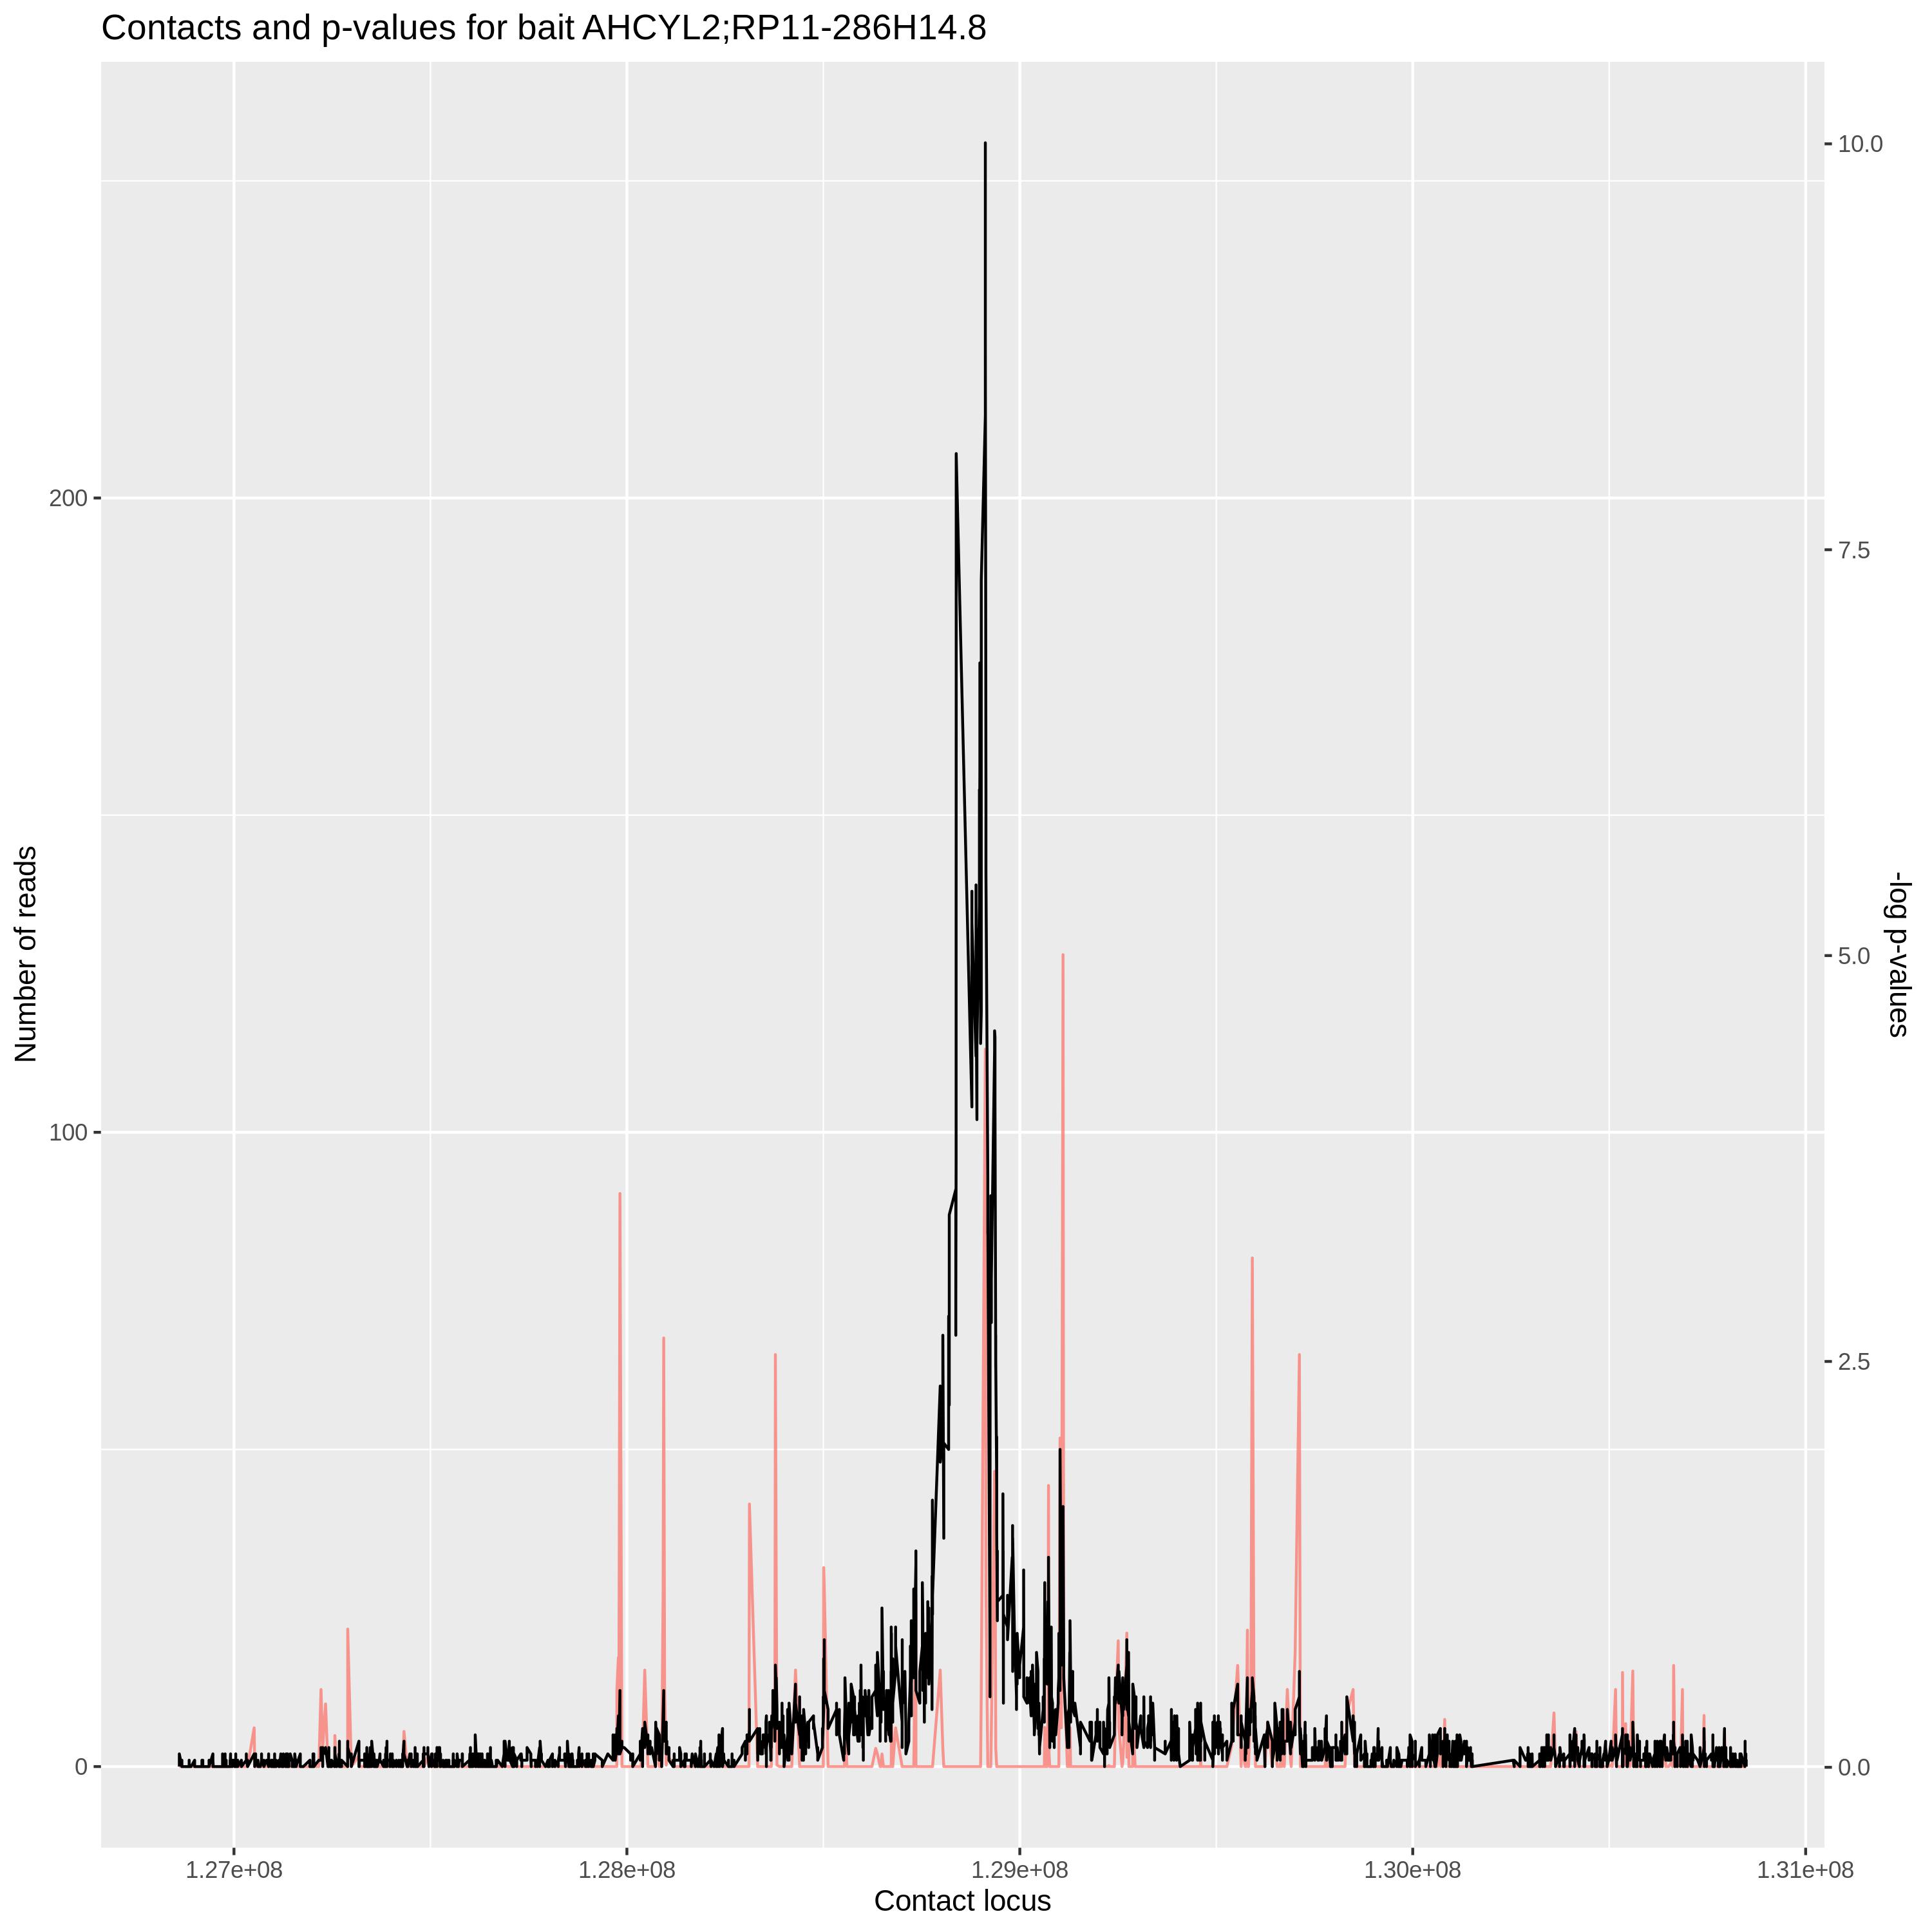 Contacts and p-values for bait AHCYL2;RP11-286H14.8
10.0
200
7.5
Number of reads
-log p-values
5.0
100
2.5
0
0.0
1.27e+08
1.28e+08
1.29e+08
1.30e+08
1.31e+08
Contact locus